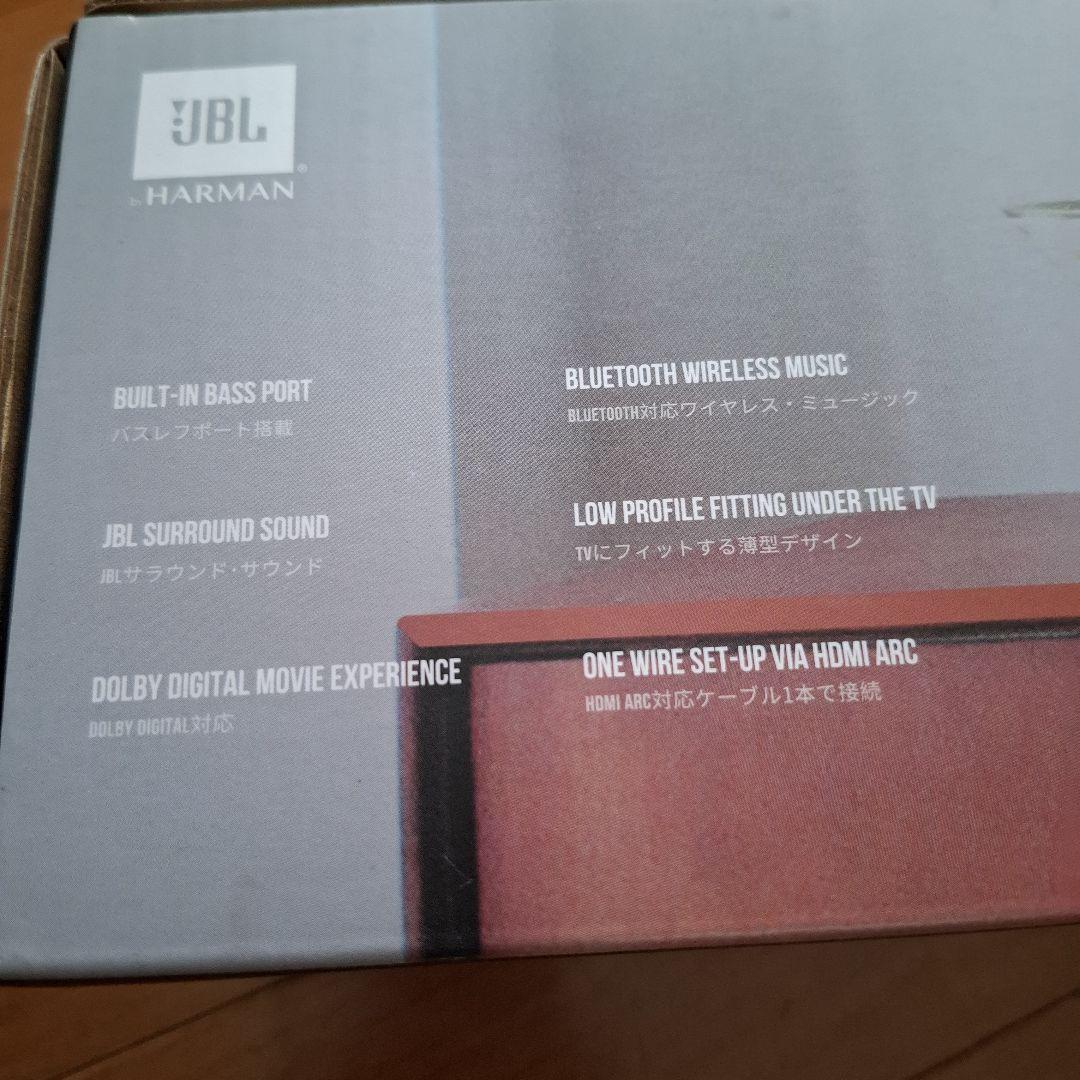 JBL
by HARMAN®
BUILT-IN BASS PORT
バスレフポート搭載
JBL SURROUND SOUND
JBLサラウンド・サウンド
DOLBY DIGITAL MOVIE EXPERIENCE
DOLBY DIGITAL対応
BLUETOOTH WIRELESS MUSIC
BLUETOOTH対応ワイヤレス・ミュージック
LOW PROFILE FITTING UNDER THE TV
TVにフィットする薄型デザイン
ONE WIRE SET-UP VIA HDMI ARC
HDMI ARC対応ケーブル1本で接続